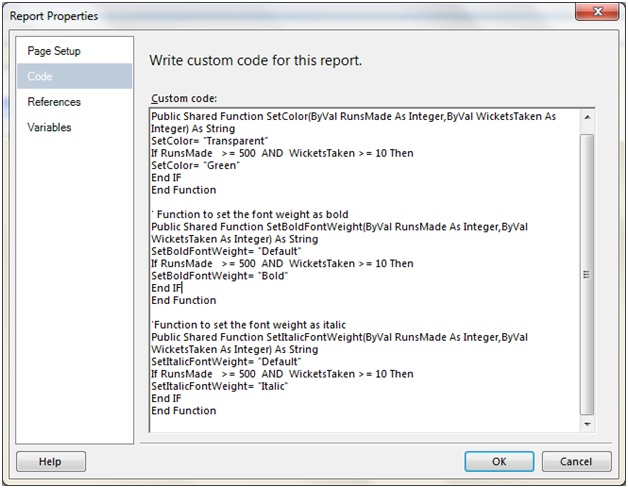 Report Properties
Page Setup
Code
References
Variables
Write custom code for this report.
Custom code:
Public Shared Function SetColor(ByVal RunsMade As Integer,ByVal WicketsTaken As
Integer) As String
SetColor= "Transparent"
If RunsMade   >= 500  AND  WicketsTaken >= 10 Then
SetColor= "Green"
End IF
End Function

' Function to set the font weight as bold
Public Shared Function SetBoldFontWeight(ByVal RunsMade As Integer,ByVal
WicketsTaken As Integer) As String
SetBoldFontWeight= "Default"
If RunsMade   >= 500  AND  WicketsTaken >= 10 Then
SetBoldFontWeight= "Bold"
End IF
End Function

'Function to set the font weight as italic
Public Shared Function SetItalicFontWeight(ByVal RunsMade As Integer,ByVal
WicketsTaken As Integer) As String
SetItalicFontWeight= "Default"
If RunsMade   >= 500  AND  WicketsTaken >= 10 Then
SetItalicFontWeight= "Italic"
End IF
End Function
Help
OK
Cancel